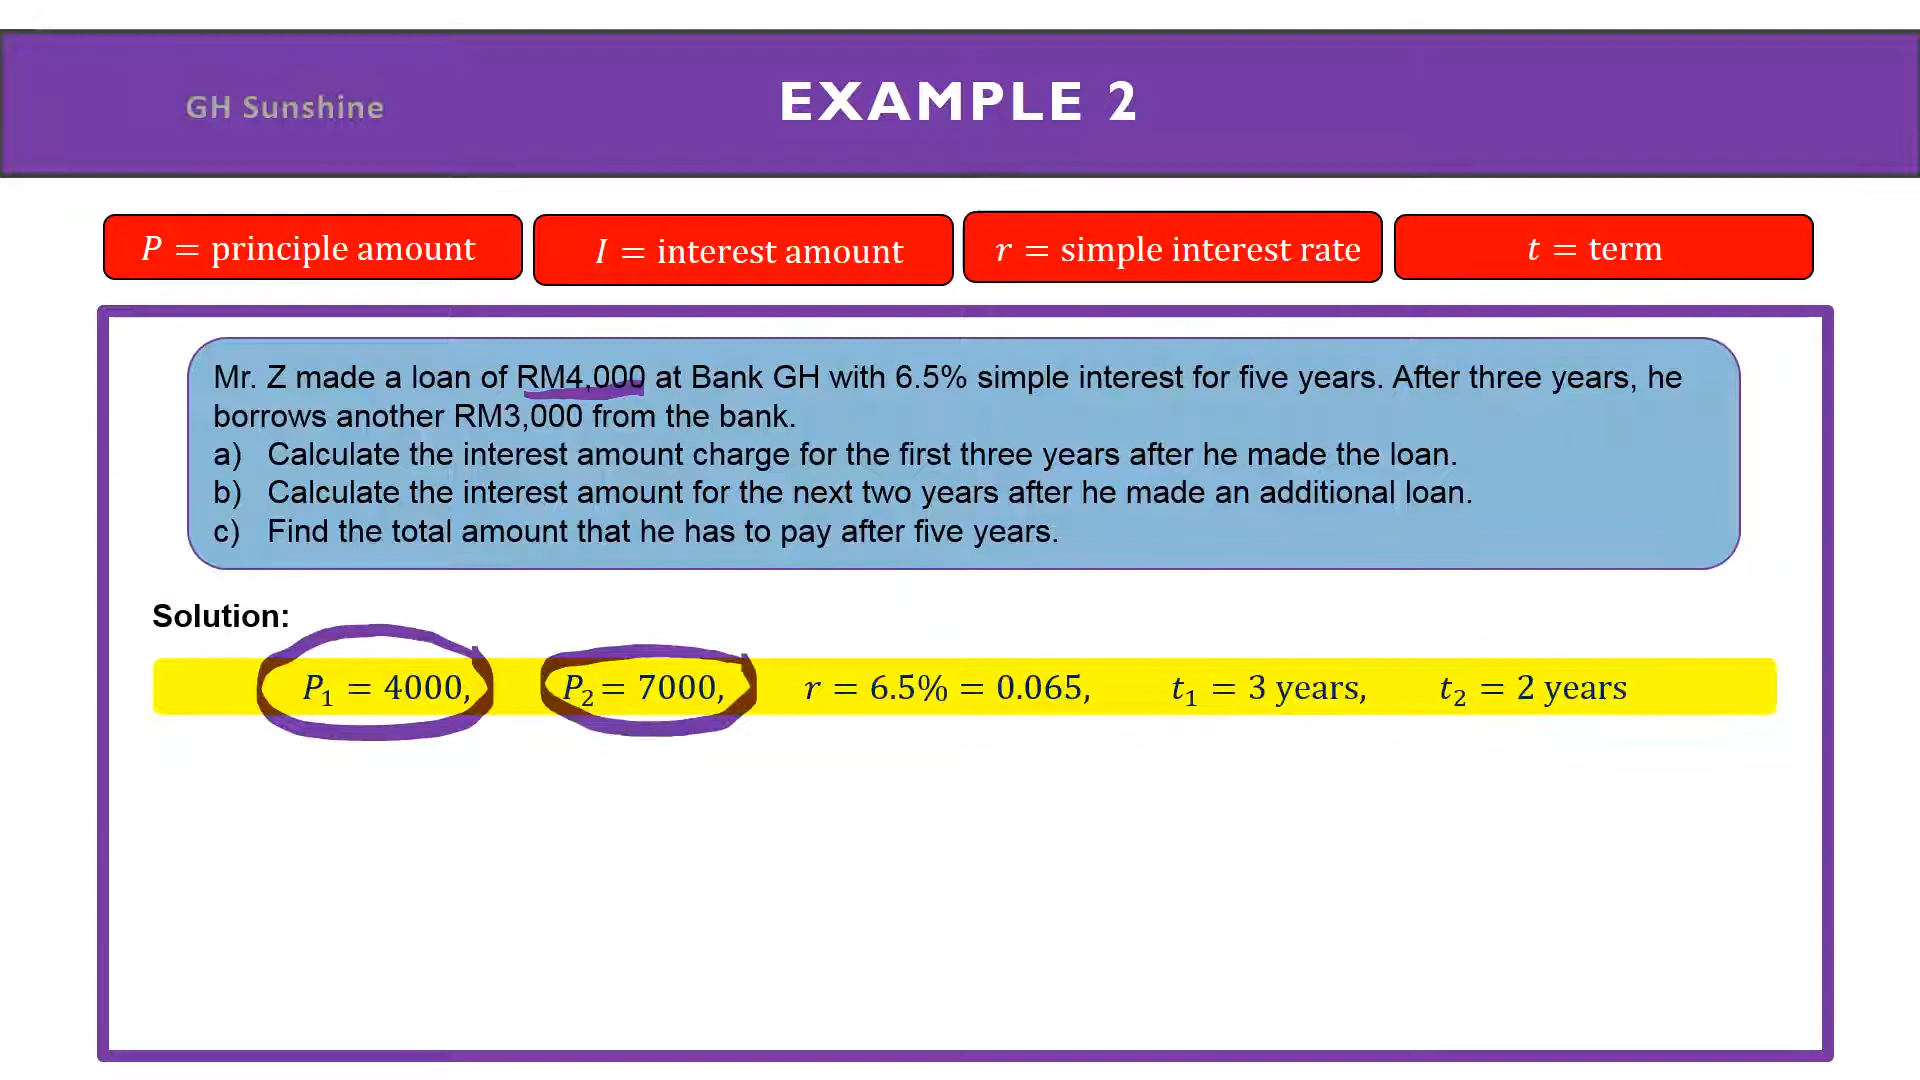 GH Sunshine
EXAMPLE 2
P = principle amount
I = interest amount
r = simple interest rate
t = term
Mr. Z made a loan of RM4,000 at Bank GH with 6.5% simple interest for five years. After three years, he
borrows another RM3,000 from the bank.
a) Calculate the interest amount charge for the first three years after he made the loan.
b) Calculate the interest amount for the next two years after he made an additional loan.
c) Find the total amount that he has to pay after five years.
Solution:
P₁ = 4000, P₂ = 7000, r = 6.5% = 0.065, t₁ = 3 years, t₂ = 2 years